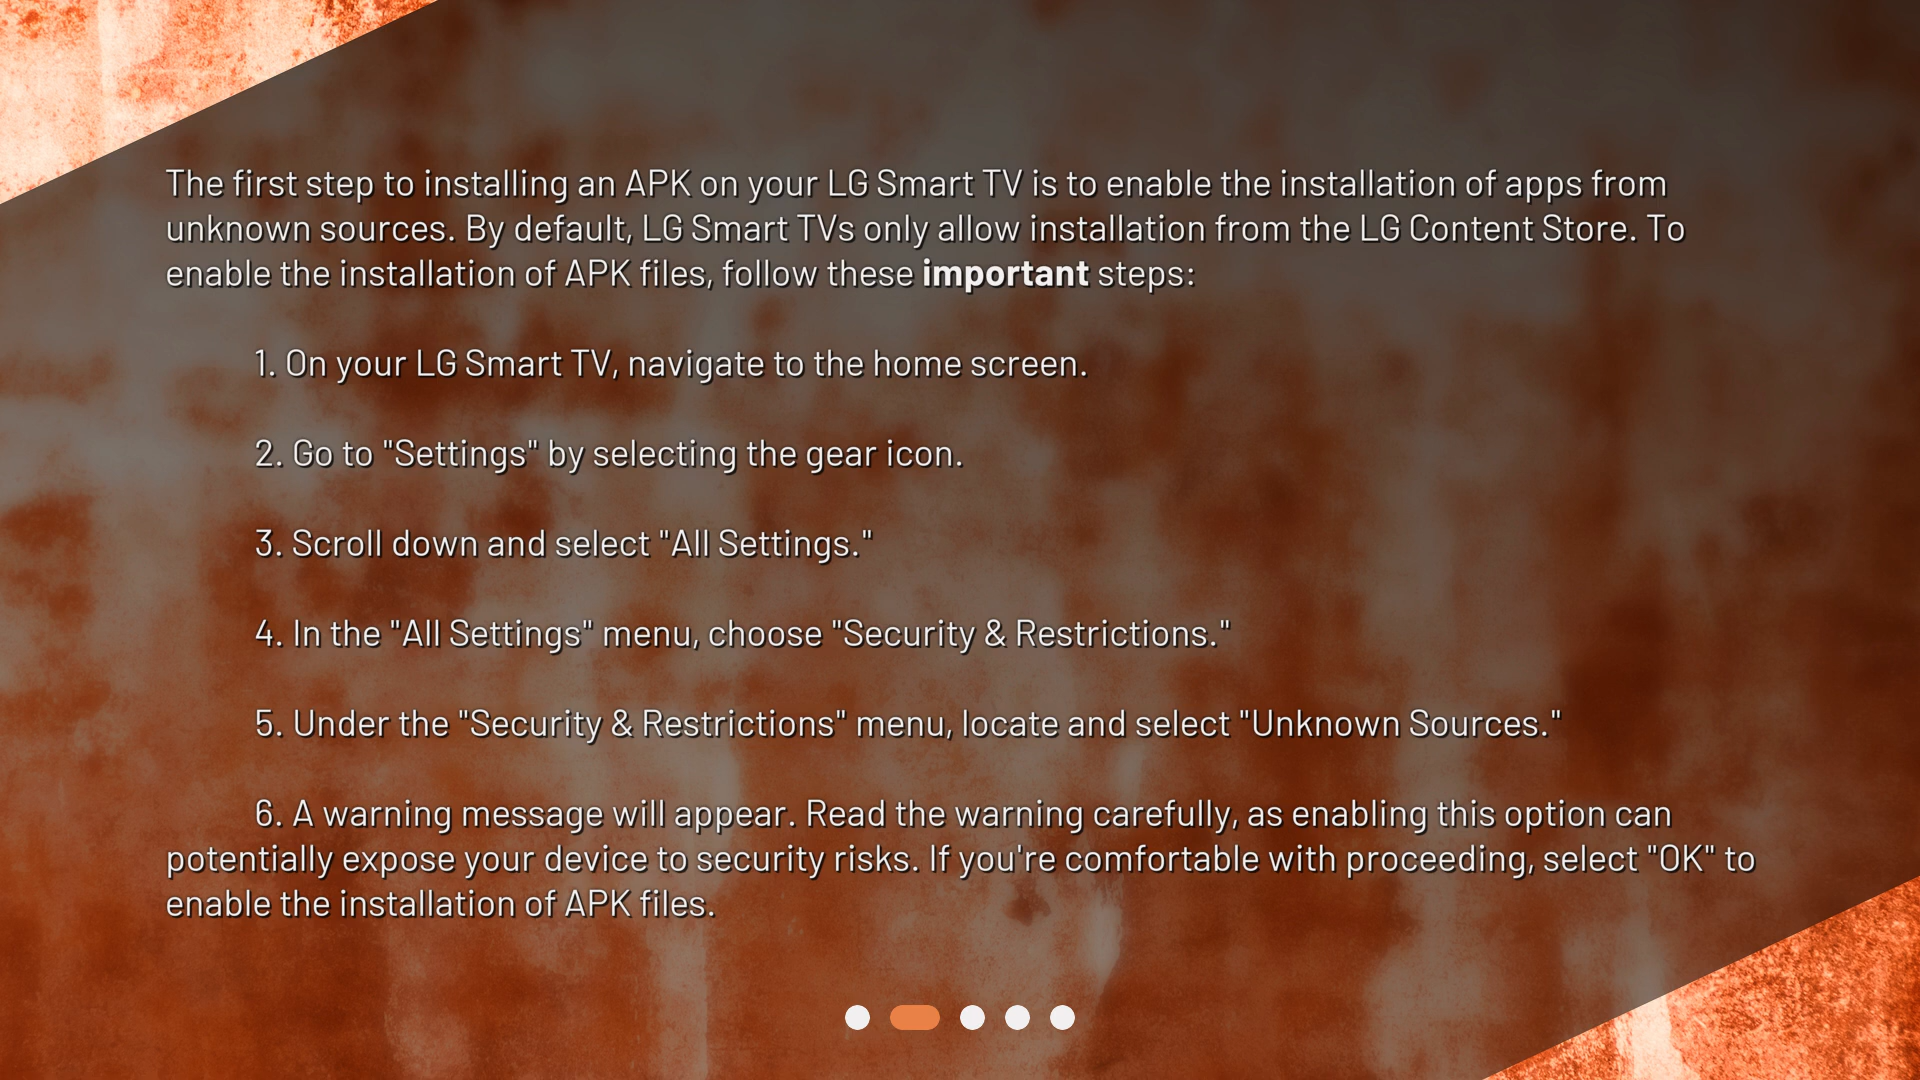 The first step to installing an APK on your LG Smart TV is to enable the installation of apps from
unknown sources. By default, LG Smart TVs only allow installation from the LG Content Store. To
enable the installation of APK files, follow these important steps:
1. On your LG Smart TV, navigate to the home screen.
2. Go to "Settings" by selecting the gear icon.
3. Scroll down and select "All Settings."
4. In the "All Settings" menu, choose "Security & Restrictions."
5. Under the "Security & Restrictions" menu, locate and select "Unknown Sources."
6. A warning message will appear. Read the warning carefully, as enabling this option can
potentially expose your device to security risks. If you're comfortable with proceeding, select "OK" to
enable the installation of APK files.